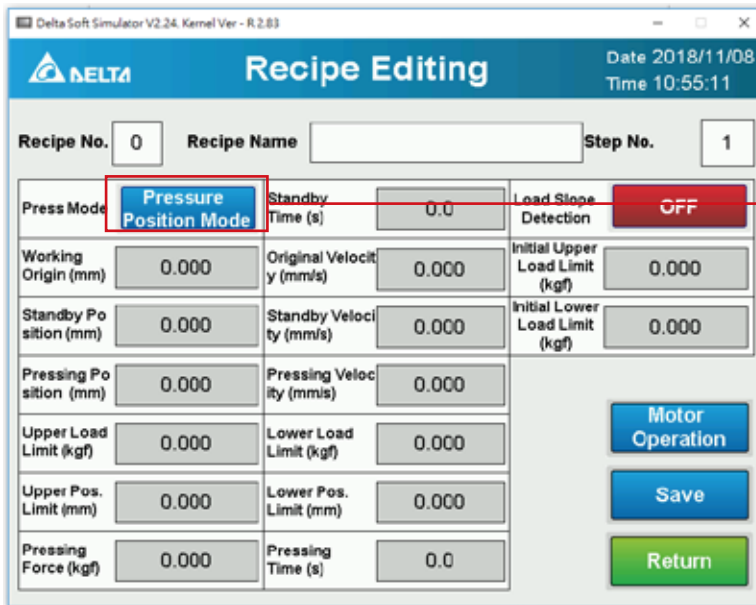 Delta Soft Simulator V2.24. Kernel Ver - R 2.83
DELTA
Recipe Editing
Date 2018/11/08
Time 10:55:11
Recipe No.
0
Recipe Name
Step No.
1
Press Mode
Pressure
Position Mode
Standby
Time (s)
0.0
Load Slope
Detection
OFF
Working
Origin (mm)
0.000
Original Velocit
y (mm/s)
0.000
Initial Upper
Load Limit
(kgf)
0.000
Standby Po
sition (mm)
0.000
Standby Veloci
ty (mm/s)
0.000
Initial Lower
Load Limit
(kgf)
0.000
Pressing Po
sition (mm)
0.000
Pressing Veloc
ity (mm/s)
0.000
Upper Load
Limit (kgf)
0.000
Lower Load
Limit (kgf)
0.000
Motor
Operation
Upper Pos.
Limit (mm)
0.000
Lower Pos.
Limit (mm)
0.000
Save
Pressing
Force (kgf)
0.000
Pressing
Time (s)
0.0
Return